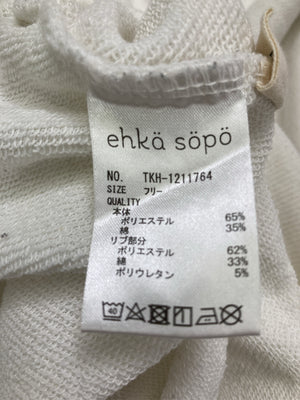 ehkä söpö
NO. TKH-1211764
SIZE フリー
QUALITY
本体
ポリエステル 65%
綿 35%
リブ部分
ポリエステル 62%
綿 33%
ポリウレタン 5%
40